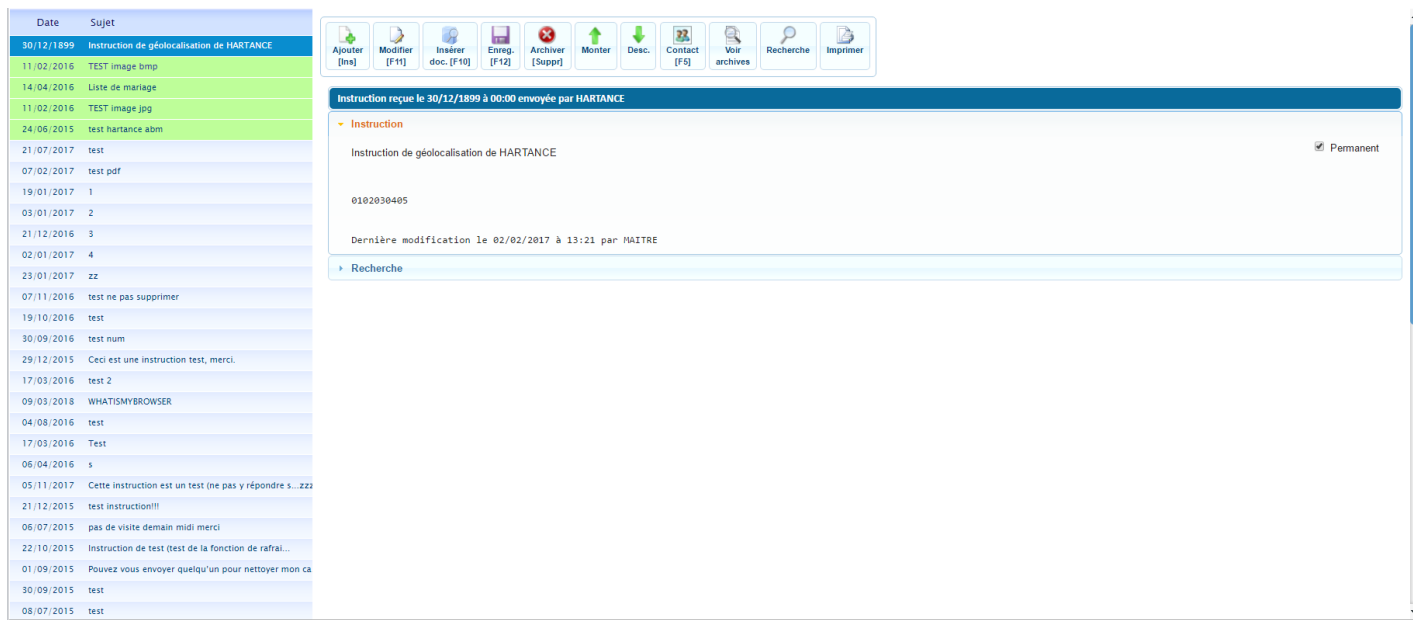 Date Sujet
30/12/1899 Instruction de géolocalisation de HARTANCE
11/02/2016 TEST image bmp
14/04/2016 Liste de mariage
11/02/2016 TEST image jpg
24/06/2015 test hartance abm
21/07/2017 test
07/02/2017 test pdf
19/01/2017 1
03/01/2017 2
21/12/2016 3
02/01/2017 4
23/01/2017 zz
07/11/2016 test ne pas supprimer
19/10/2016 test
30/09/2016 test num
29/12/2015 Ceci est une instruction test, merci.
17/03/2016 test 2
09/03/2018 WHATISMYBROWSER
04/08/2016 test
17/03/2016 Test
06/04/2016 s
05/11/2017 Cette instruction est un test (ne pas y répondre s...zzz
21/12/2015 test instruction!!!
06/07/2015 pas de visite demain midi merci
22/10/2015 Instruction de test (test de la fonction de rafrai...
01/09/2015 Pouvez vous envoyer quelqu'un pour nettoyer mon ca
30/09/2015 test
08/07/2015 test
Ajouter Modifier Insérer Enreg. Archiver Monter Desc. Contact Voir Recherche Imprimer
[Ins] [F11] doc. [F10] [F12] [Suppr] [F5] archives
Instruction reçue le 30/12/1899 à 00:00 envoyée par HARTANCE
Instruction
Instruction de géolocalisation de HARTANCE Permanent
0102030405
Dernière modification le 02/02/2017 à 13:21 par MAITRE
Recherche